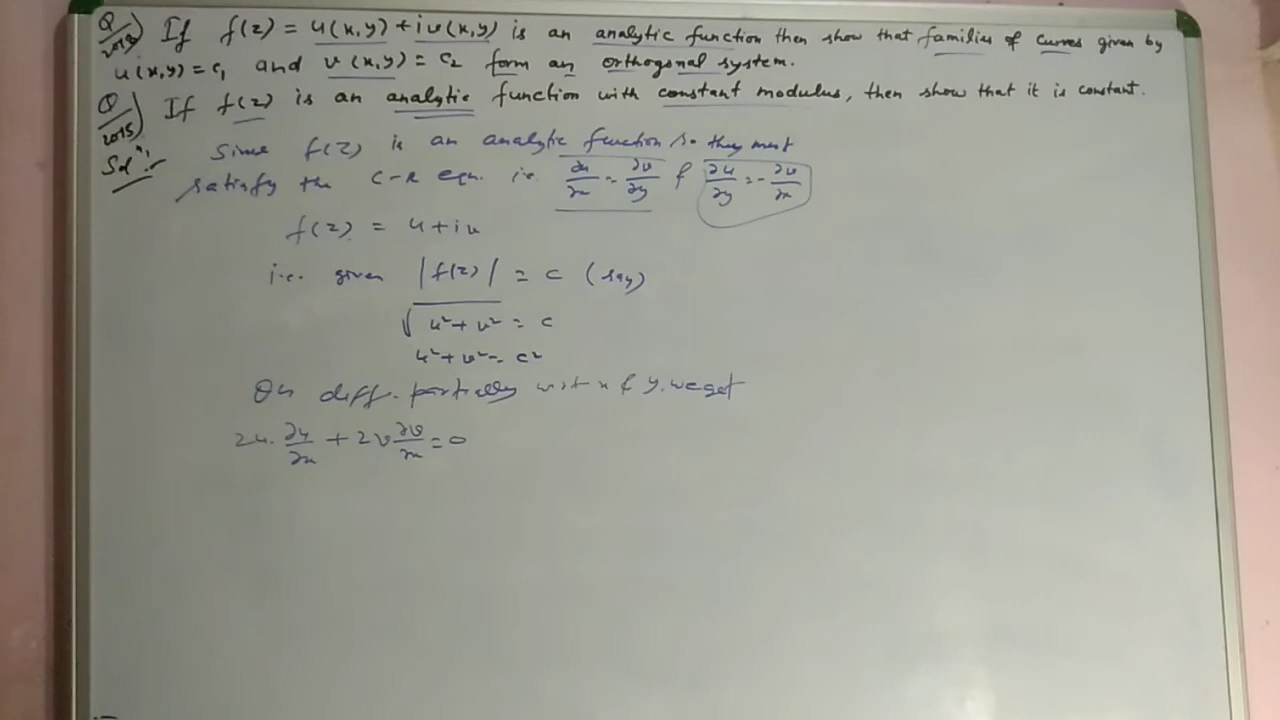 Q/2013) If f(z) = u(x,y) + iv(x,y) is an analytic function then show that families of curves given by
u(x,y) = c₁ and v(x,y) = c₂ form an orthogonal system.
Q/2015) If f(z) is an analytic function with constant modulus, then show that it is constant.
Solⁿ:- Since f(z) is an analytic function so they must
satisfy the C-R eqn. i.e. ∂u/∂x = ∂v/∂y & ∂u/∂y = -∂v/∂x
f(z) = u+iv
i.e. given |f(z)| = c (say)
√u²+v² = c
u²+v² = c²
On diff. partially w.r.t x & y. we get
2u. ∂u/∂x + 2v ∂v/∂x = 0